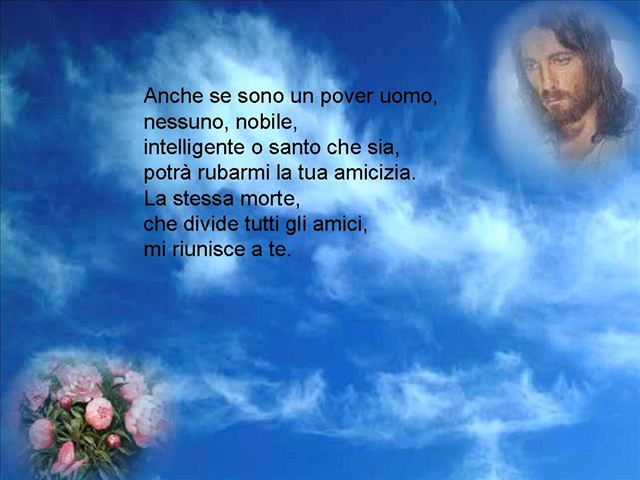 Anche se sono un pover uomo,
nessuno, nobile,
intelligente o santo che sia,
potrà rubarmi la tua amicizia.
La stessa morte,
che divide tutti gli amici,
mi riunisce a te.